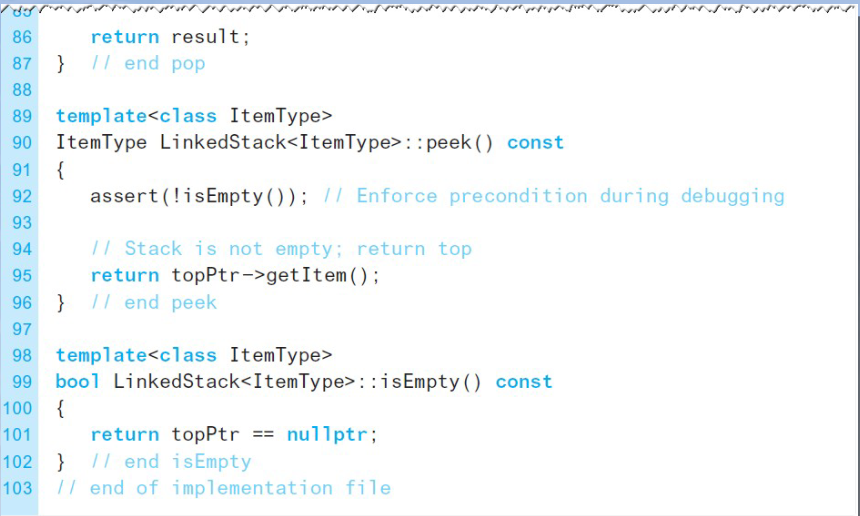 85
86    return result;
87 }  // end pop
88
89 template<class ItemType>
90 ItemType LinkedStack<ItemType>::peek() const
91 {
92    assert(!isEmpty()); // Enforce precondition during debugging
93
94    // Stack is not empty; return top
95    return topPtr->getItem();
96 }  // end peek
97
98 template<class ItemType>
99 bool LinkedStack<ItemType>::isEmpty() const
100 {
101    return topPtr == nullptr;
102 }  // end isEmpty
103 // end of implementation file